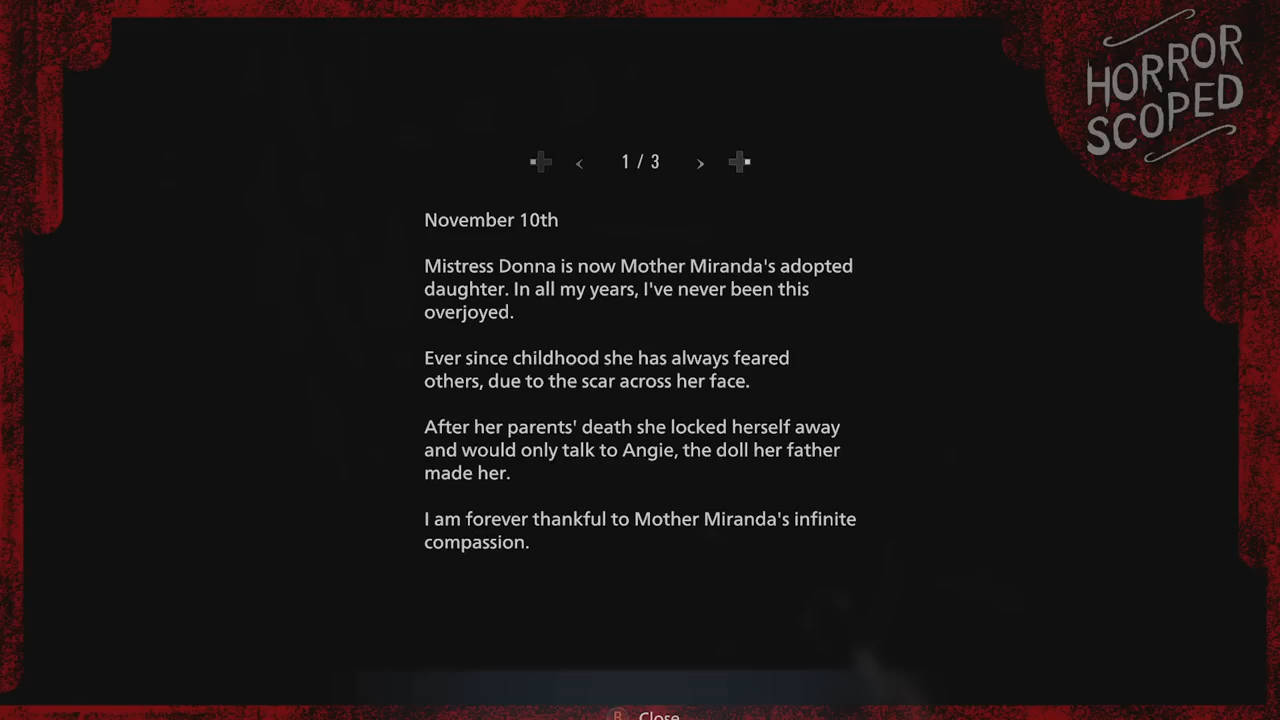 HORROR
SCOPED
< 1 / 3 >
November 10th
Mistress Donna is now Mother Miranda's adopted
daughter. In all my years, I've never been this
overjoyed.
Ever since childhood she has always feared
others, due to the scar across her face.
After her parents' death she locked herself away
and would only talk to Angie, the doll her father
made her.
I am forever thankful to Mother Miranda's infinite
compassion.
B Close